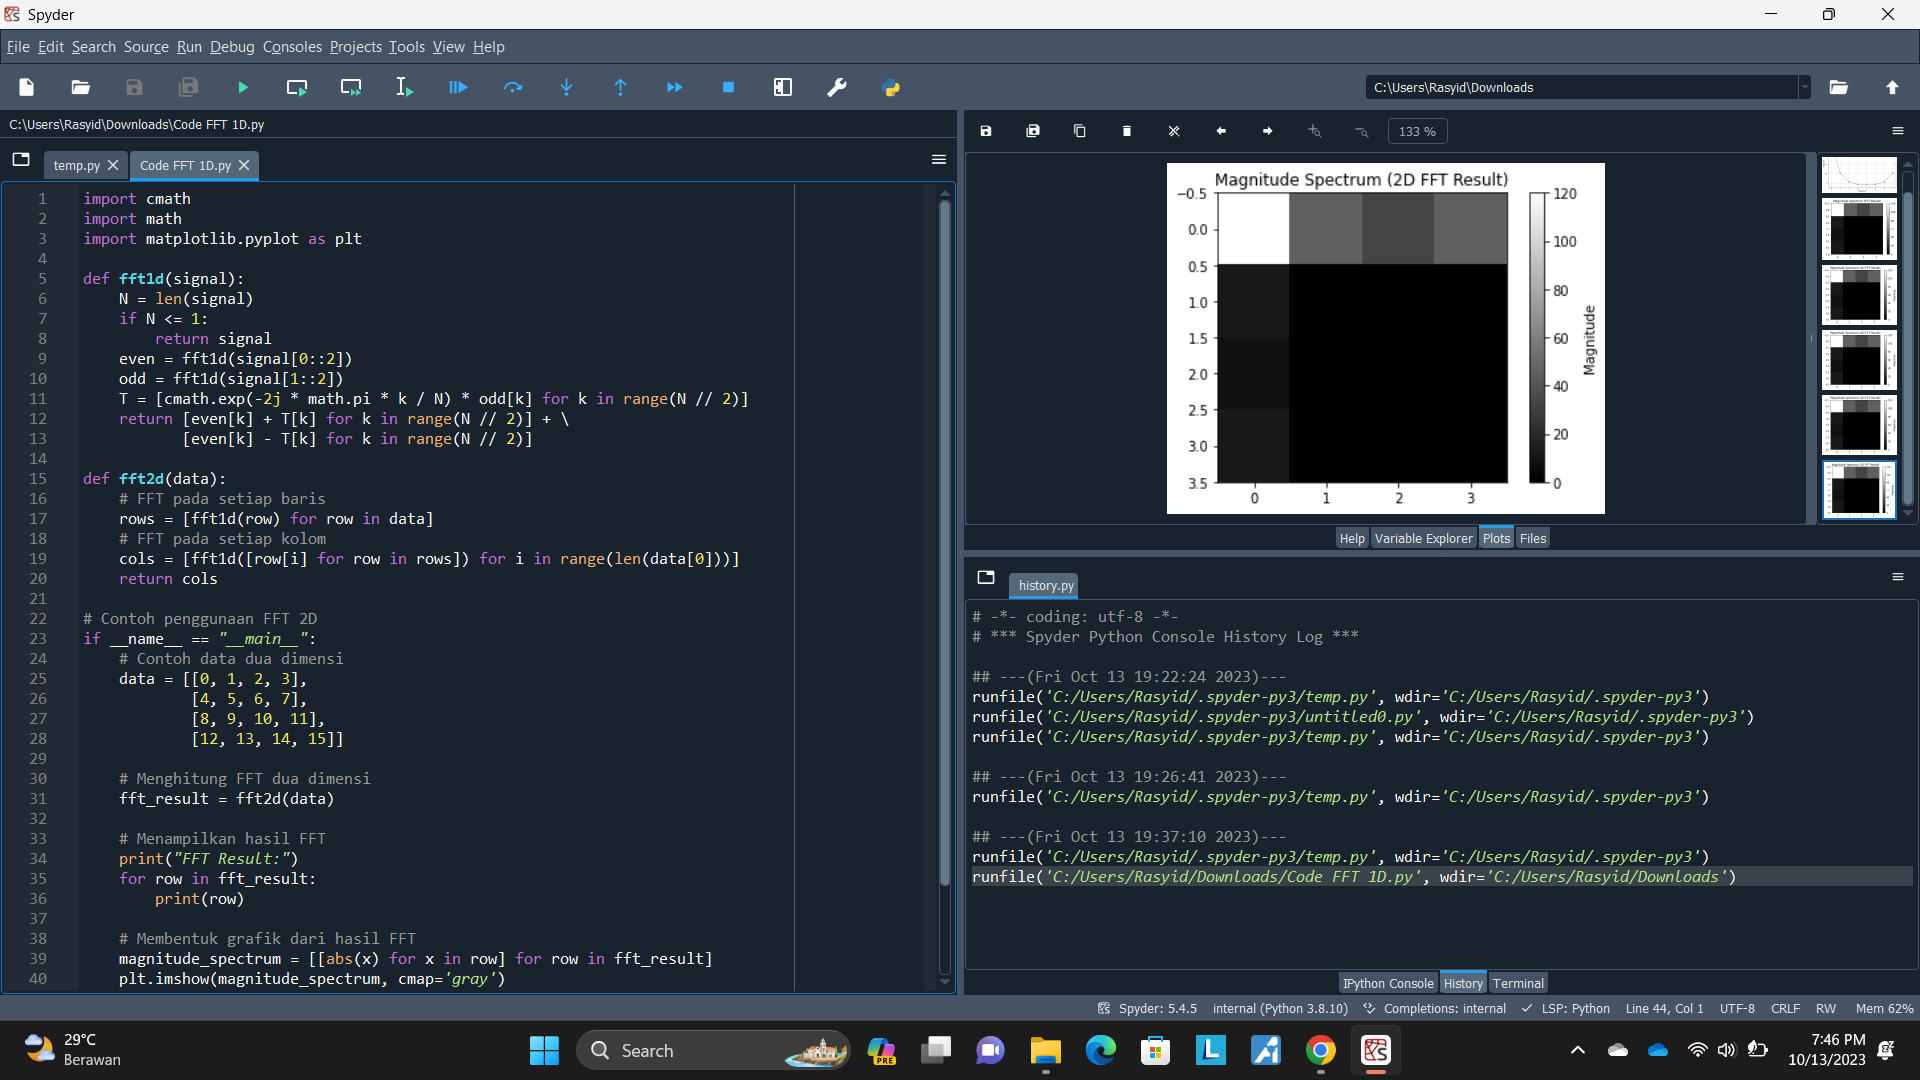 Spyder
File Edit Search Source Run Debug Consoles Projects Tools View Help
C:\Users\Rasyid\Downloads
C:\Users\Rasyid\Downloads\Code FFT 1D.py
temp.py
Code FFT 1D.py
1 import cmath
2 import math
3 import matplotlib.pyplot as plt
4
5 def fft1d(signal):
6     N = len(signal)
7     if N <= 1:
8         return signal
9     even = fft1d(signal[0::2])
10     odd = fft1d(signal[1::2])
11     T = [cmath.exp(-2j * math.pi * k / N) * odd[k] for k in range(N // 2)]
12     return [even[k] + T[k] for k in range(N // 2)] + \
13            [even[k] - T[k] for k in range(N // 2)]
14
15 def fft2d(data):
16     # FFT pada setiap baris
17     rows = [fft1d(row) for row in data]
18     # FFT pada setiap kolom
19     cols = [fft1d([row[i] for row in rows]) for i in range(len(data[0]))]
20     return cols
21
22 # Contoh penggunaan FFT 2D
23 if __name__ == "__main__":
24     # Contoh data dua dimensi
25     data = [[0, 1, 2, 3],
26             [4, 5, 6, 7],
27             [8, 9, 10, 11],
28             [12, 13, 14, 15]]
29
30     # Menghitung FFT dua dimensi
31     fft_result = fft2d(data)
32
33     # Menampilkan hasil FFT
34     print("FFT Result:")
35     for row in fft_result:
36         print(row)
37
38     # Membentuk grafik dari hasil FFT
39     magnitude_spectrum = [[abs(x) for x in row] for row in fft_result]
40     plt.imshow(magnitude_spectrum, cmap='gray')
133 %
Magnitude Spectrum (2D FFT Result)
−0.5
0.0
0.5
1.0
1.5
2.0
2.5
3.0
3.5
0 1 2 3
120
100
80
60
40
20
0
Magnitude
Help Variable Explorer Plots Files
history.py
# -*- coding: utf-8 -*-
# *** Spyder Python Console History Log ***
## ---(Fri Oct 13 19:22:24 2023)---
runfile('C:/Users/Rasyid/.spyder-py3/temp.py', wdir='C:/Users/Rasyid/.spyder-py3')
runfile('C:/Users/Rasyid/.spyder-py3/untitled0.py', wdir='C:/Users/Rasyid/.spyder-py3')
runfile('C:/Users/Rasyid/.spyder-py3/temp.py', wdir='C:/Users/Rasyid/.spyder-py3')
## ---(Fri Oct 13 19:26:41 2023)---
runfile('C:/Users/Rasyid/.spyder-py3/temp.py', wdir='C:/Users/Rasyid/.spyder-py3')
## ---(Fri Oct 13 19:37:10 2023)---
runfile('C:/Users/Rasyid/.spyder-py3/temp.py', wdir='C:/Users/Rasyid/.spyder-py3')
runfile('C:/Users/Rasyid/Downloads/Code FFT 1D.py', wdir='C:/Users/Rasyid/Downloads')
IPython Console History Terminal
Spyder: 5.4.5 internal (Python 3.8.10) Completions: internal LSP: Python Line 44, Col 1 UTF-8 CRLF RW Mem 62%
29°C
Berawan
Search
PRE
7:46 PM
10/13/2023